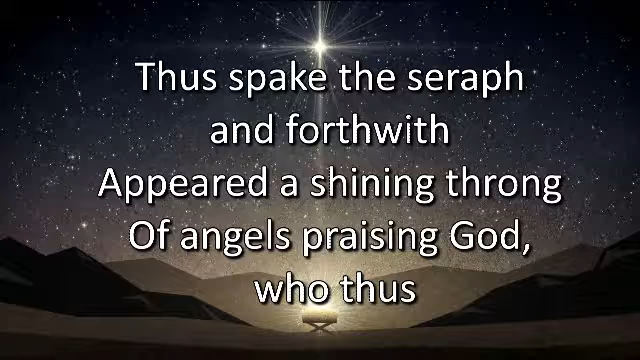 Thus spake the seraph
and forthwith
Appeared a shining throng
Of angels praising God,
who thus